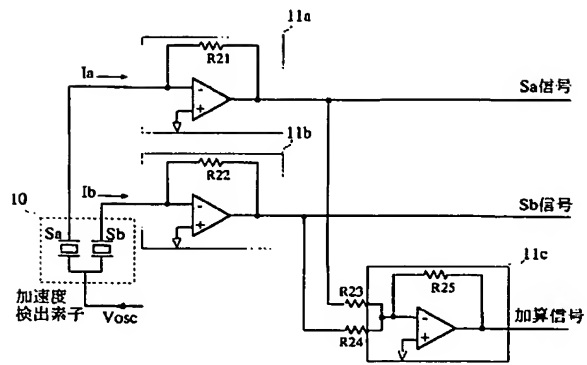 11a
R21
Ia
Sa信号
11b
Ib
R22
10
Sb信号
Sa
Sb
11c
R25
R23
加速度
検出素子
Vosc
加算信号
R24